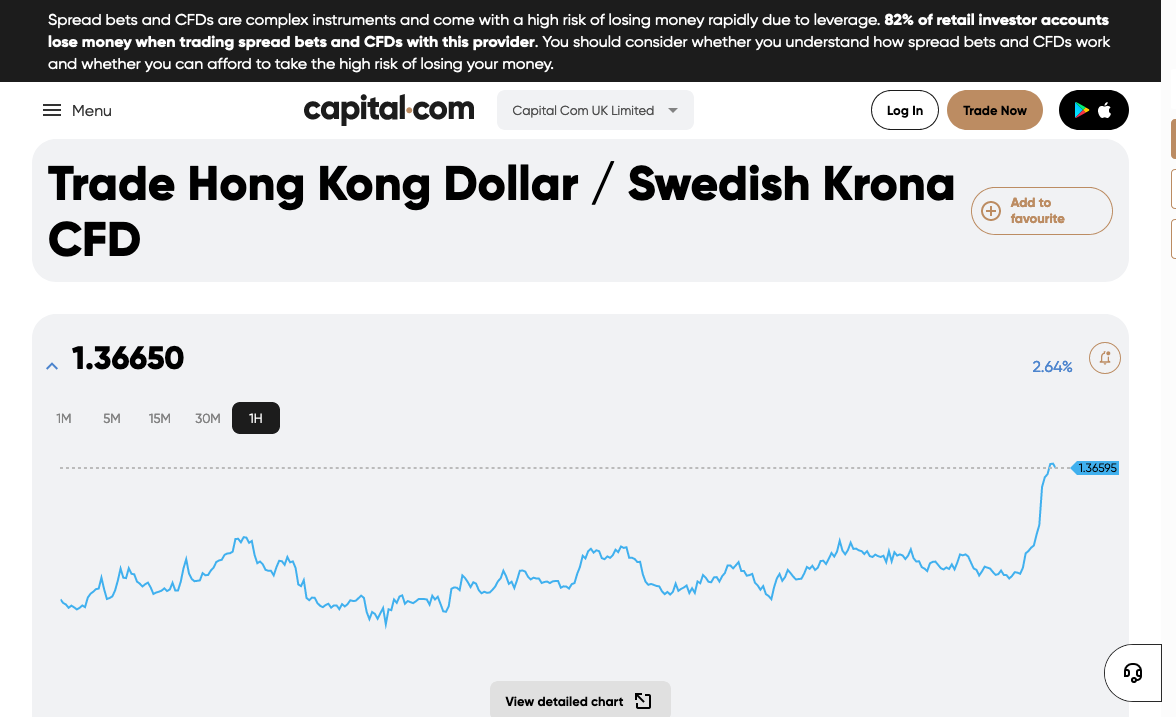 Spread bets and CFDs are complex instruments and come with a high risk of losing money rapidly due to leverage. 82% of retail investor accounts
lose money when trading spread bets and CFDs with this provider. You should consider whether you understand how spread bets and CFDs work
and whether you can afford to take the high risk of losing your money.
Menu
capital.com
Capital Com UK Limited
Log In
Trade Now
Trade Hong Kong Dollar / Swedish Krona
CFD
Add to
favourite
1.36650
2.64%
1M
5M
15M
30M
1H
1.36595
View detailed chart